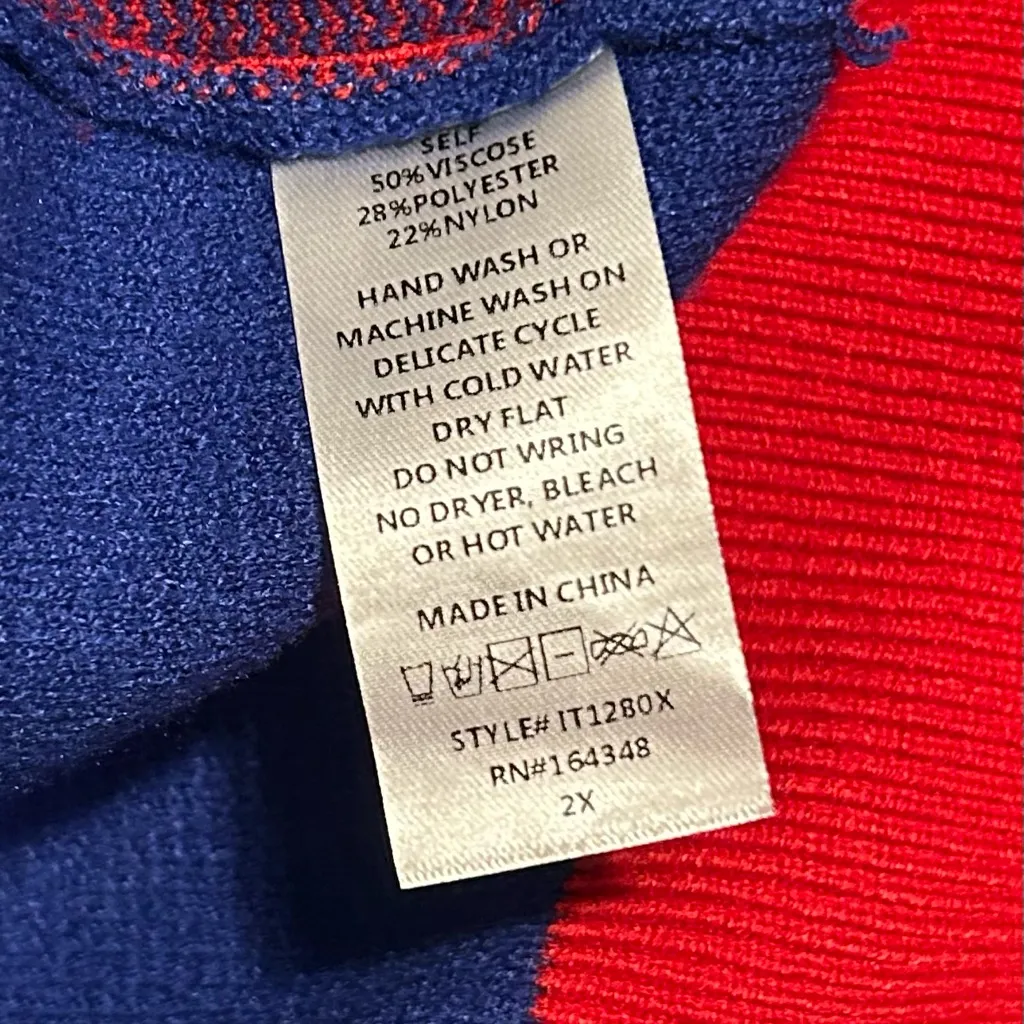 SELF
50%VISCOSE
28%POLYESTER
22%NYLON
HAND WASH OR
MACHINE WASH ON
DELICATE CYCLE
WITH COLD WATER
DRY FLAT
DO NOT WRING
NO DRYER, BLEACH
OR HOT WATER
MADE IN CHINA
STYLE# IT1280X
RN#164348
2X